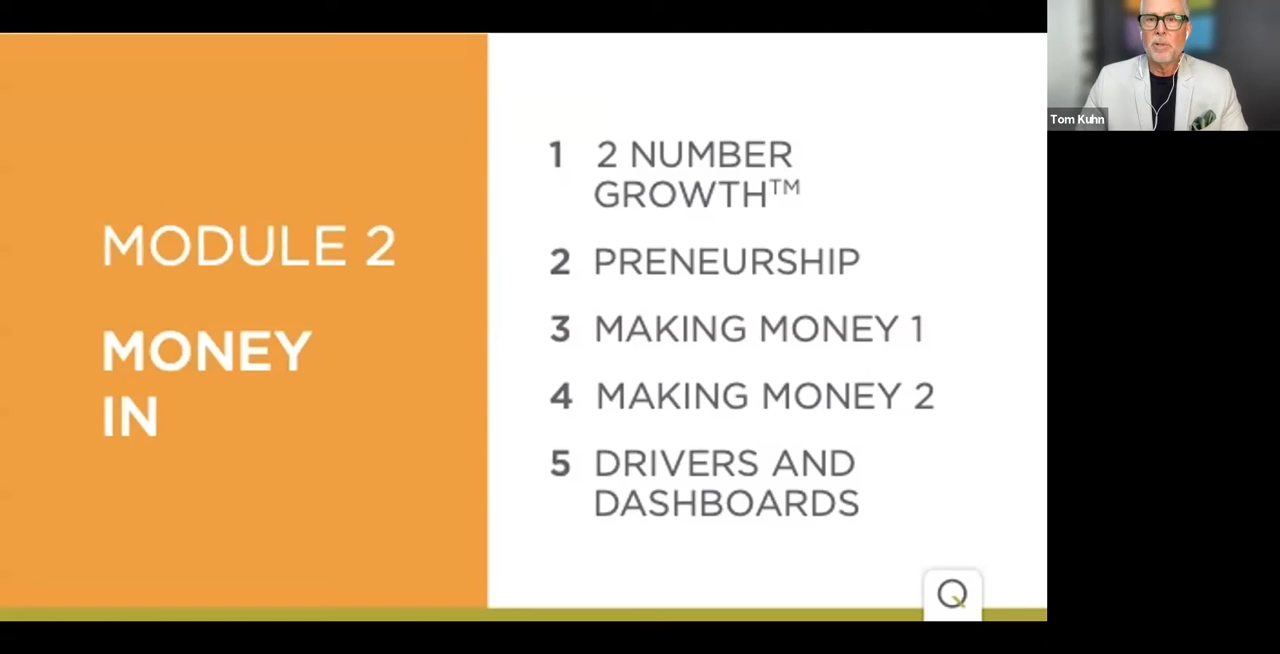 MODULE 2
MONEY
IN
1 2 NUMBER
GROWTH™
2 PRENEURSHIP
3 MAKING MONEY 1
4 MAKING MONEY 2
5 DRIVERS AND
DASHBOARDS
Q
Tom Kuhn